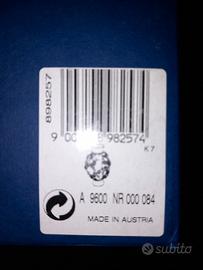 898257
9 00 982574
K7
A 9600 NR 000 084
MADE IN AUSTRIA
subito